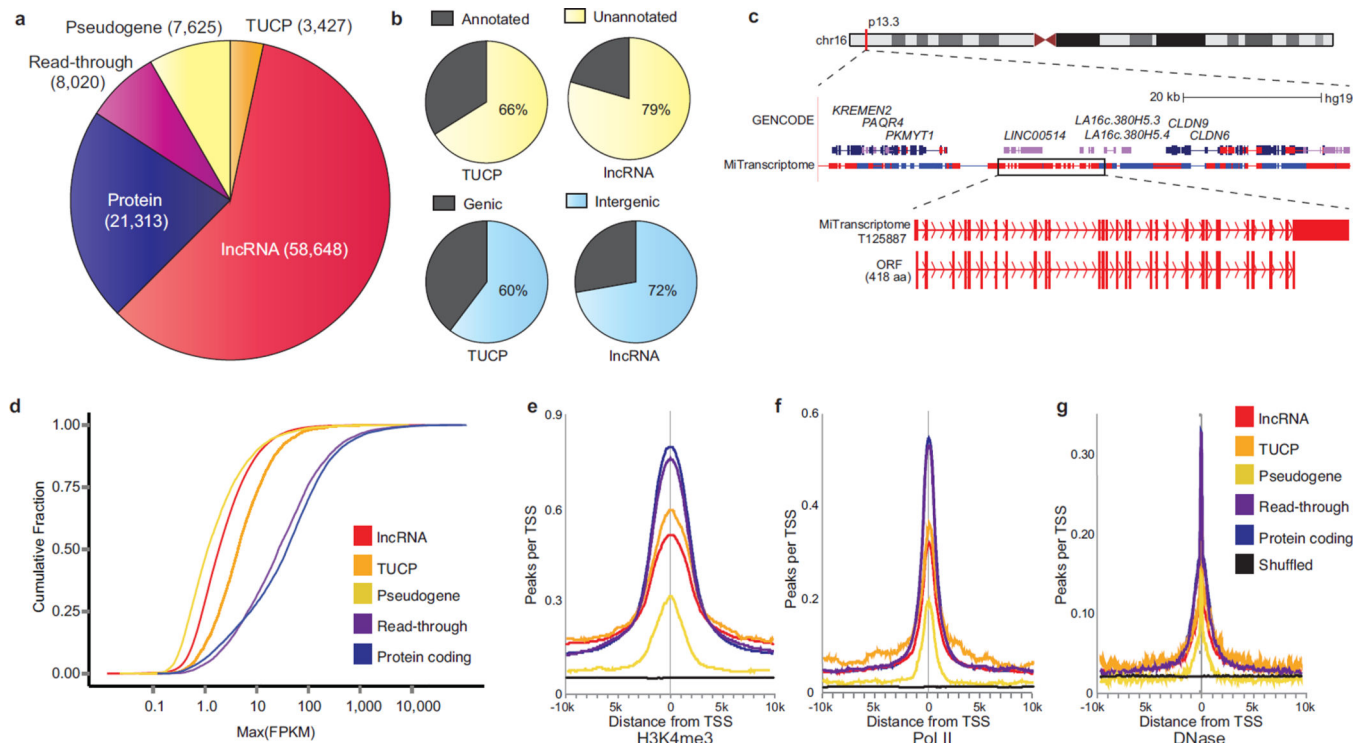 a
Pseudogene (7,625)
TUCP (3,427)
Read-through
(8,020)
Protein
(21,313)
lncRNA (58,648)
b
Annotated
Unannotated
66%
79%
TUCP
lncRNA
Genic
Intergenic
60%
72%
TUCP
lncRNA
c
p13.3
chr16
20 kb
hg19
GENCODE
KREMEN2
PAQR4
PKMYT1
LINC00514
LA16c.380H5.3
LA16c.380H5.4
CLDN9
CLDN6
MiTranscriptome
MiTranscriptome
T125887
ORF
(418 aa)
d
Cumulative Fraction
1.00
0.75
0.50
0.25
0.00
0.1
1.0
10
100
1,000
10,000
Max(FPKM)
lncRNA
TUCP
Pseudogene
Read-through
Protein coding
e
Peaks per TSS
0.9
0.6
0.3
0
-10k
5k
0
5k
10k
Distance from TSS
H3K4me3
f
Peaks per TSS
0.6
0.4
0.2
0
-10k
5k
0
5k
10k
Distance from TSS
Pol II
g
Peaks per TSS
0.30
0.20
0.10
0
-10k
5k
0
5k
10k
Distance from TSS
DNase
lncRNA
TUCP
Pseudogene
Read-through
Protein coding
Shuffled